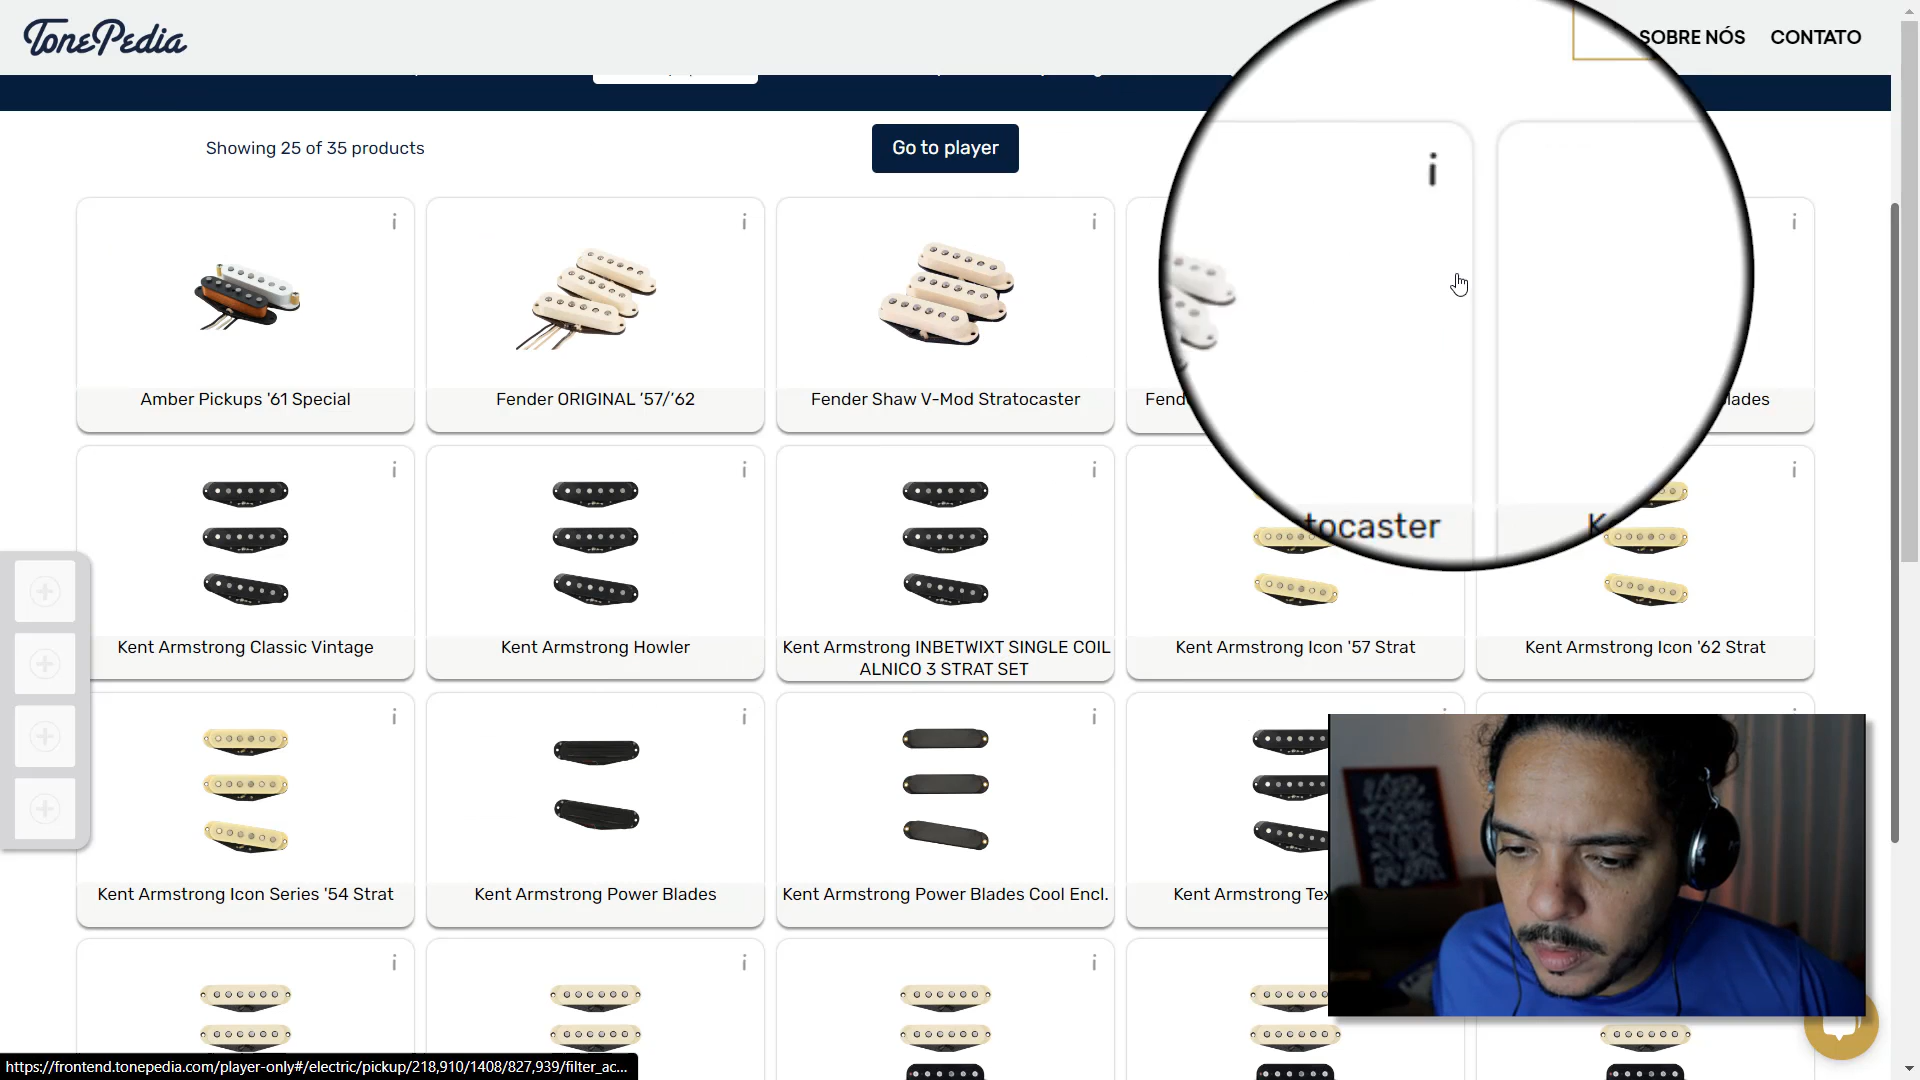 TonePedia
SOBRE NÓS
CONTATO
Showing 25 of 35 products
Go to player
i
i
i
i
i
Amber Pickups '61 Special
Fender ORIGINAL ’57/’62
Fender Shaw V-Mod Stratocaster
i
i
i
i
Kent Armstrong Classic Vintage
Kent Armstrong Howler
Kent Armstrong INBETWIXT SINGLE COIL
ALNICO 3 STRAT SET
Kent Armstrong Icon '57 Strat
Kent Armstrong Icon '62 Strat
i
i
i
Kent Armstrong Icon Series '54 Strat
Kent Armstrong Power Blades
Kent Armstrong Power Blades Cool Encl.
Kent Armstrong
i
i
i
https://frontend.tonepedia.com/player-only#/electric/pickup/218,910/1408/827,939/filter_ac...